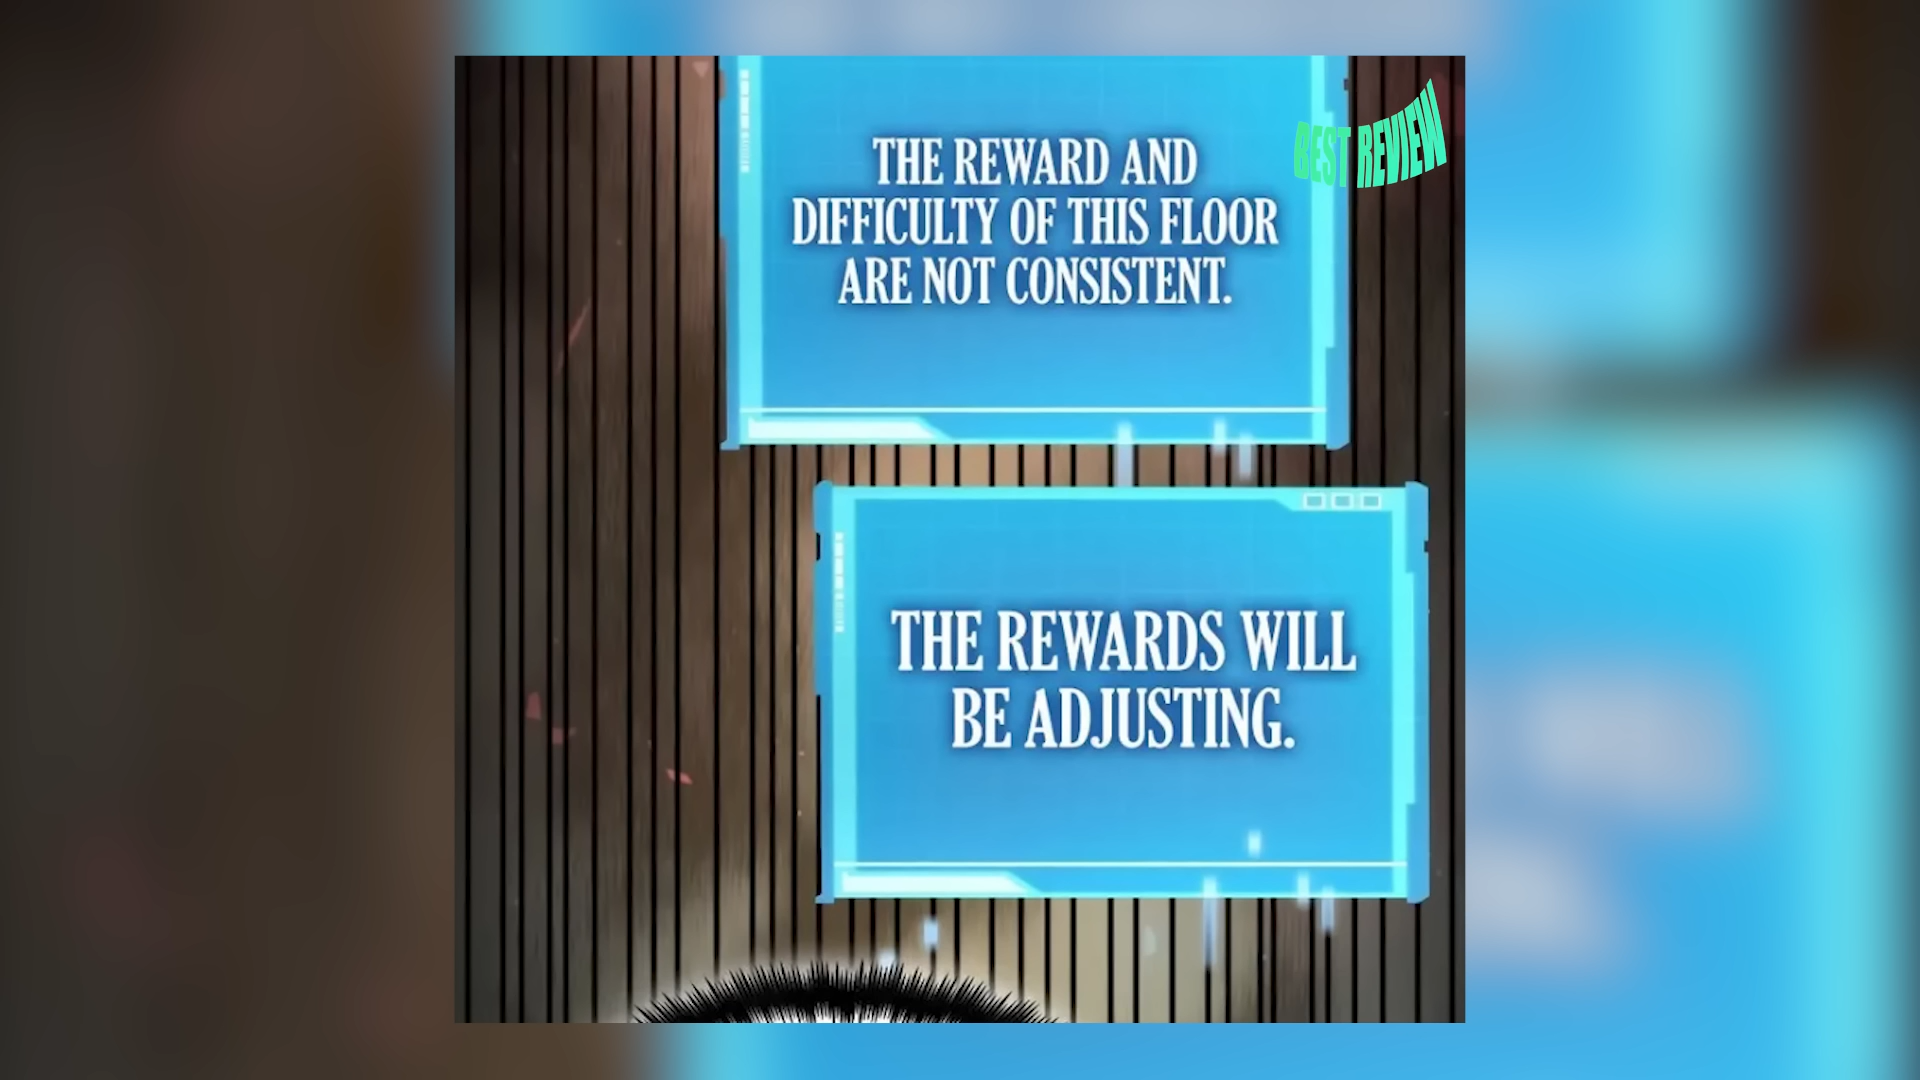 THE REWARD AND
DIFFICULTY OF THIS FLOOR
ARE NOT CONSISTENT.
BEST REVIEW
THE REWARDS WILL
BE ADJUSTING.